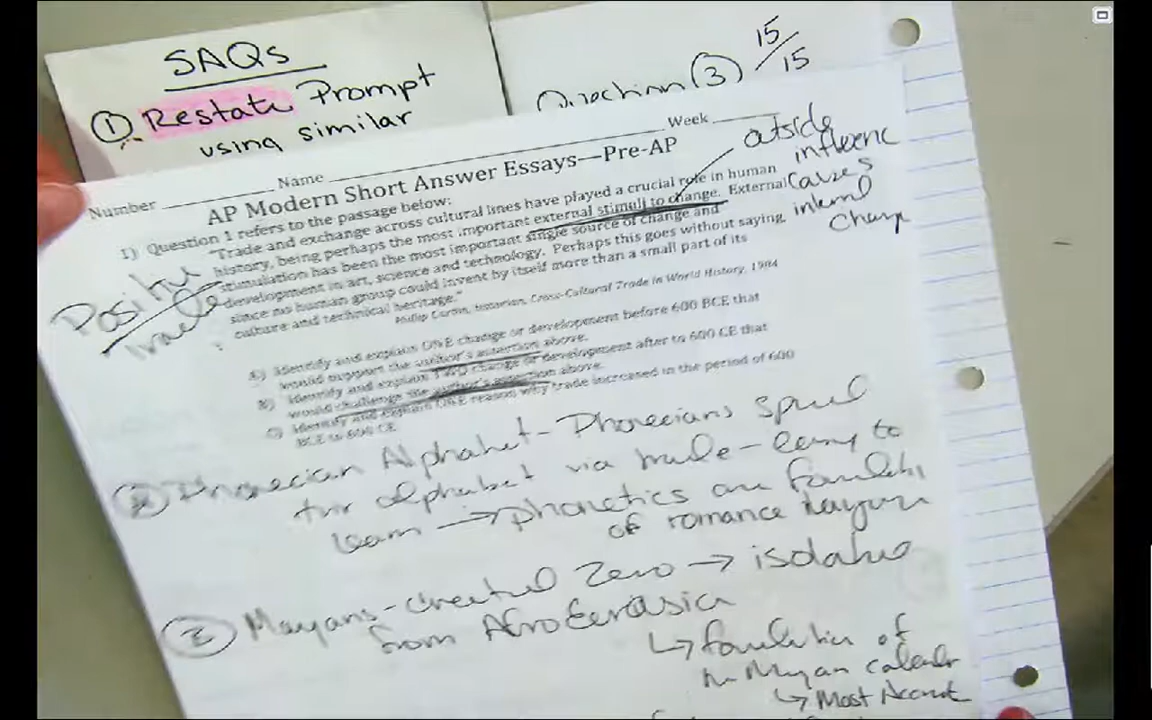 SAQs
① Restate Prompt
using similar
Question ③ 15/15
Number Name Week
AP Modern Short Answer Essays—Pre-AP
outside
influence
causes
internal
change
1) Question 1 refers to the passage below:
"Trade and exchange across cultural lines have played a crucial role in human
history, being perhaps the most important external stimuli to change. External
stimulation has been the most important single source of change and
development in art, science and technology. Perhaps this goes without saying,
since no human group could invent by itself more than a small part of its
culture and technical heritage."
Philip Curtin, historian, Cross-Cultural Trade in World History, 1984
Positive
trade
A) Identify and explain ONE change or development before 600 BCE that
would support the author's assertion above.
B) Identify and explain TWO change or development after to 600 CE that
would challenge the author's assertion above.
C) Identify and explain ONE reason why trade increased in the period of 600
BCE to 600 CE
Phonecian Alphabet - Phonecians spread
their alphabet via trade - easy to
learn → phonetics are
of romance
Mayans - created Zero → isolated
from AfroEurasia
↳ foundation of
Mayan calendar
↳ Most